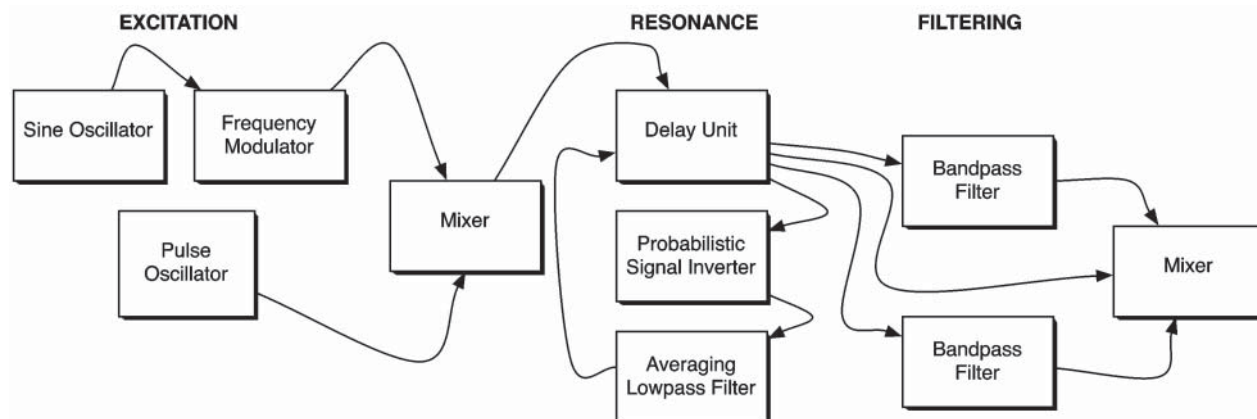 EXCITATION
RESONANCE
FILTERING
Sine Oscillator
Frequency
Modulator
Pulse
Oscillator
Mixer
Delay Unit
Probabilistic
Signal Inverter
Averaging
Lowpass Filter
Bandpass
Filter
Bandpass
Filter
Mixer